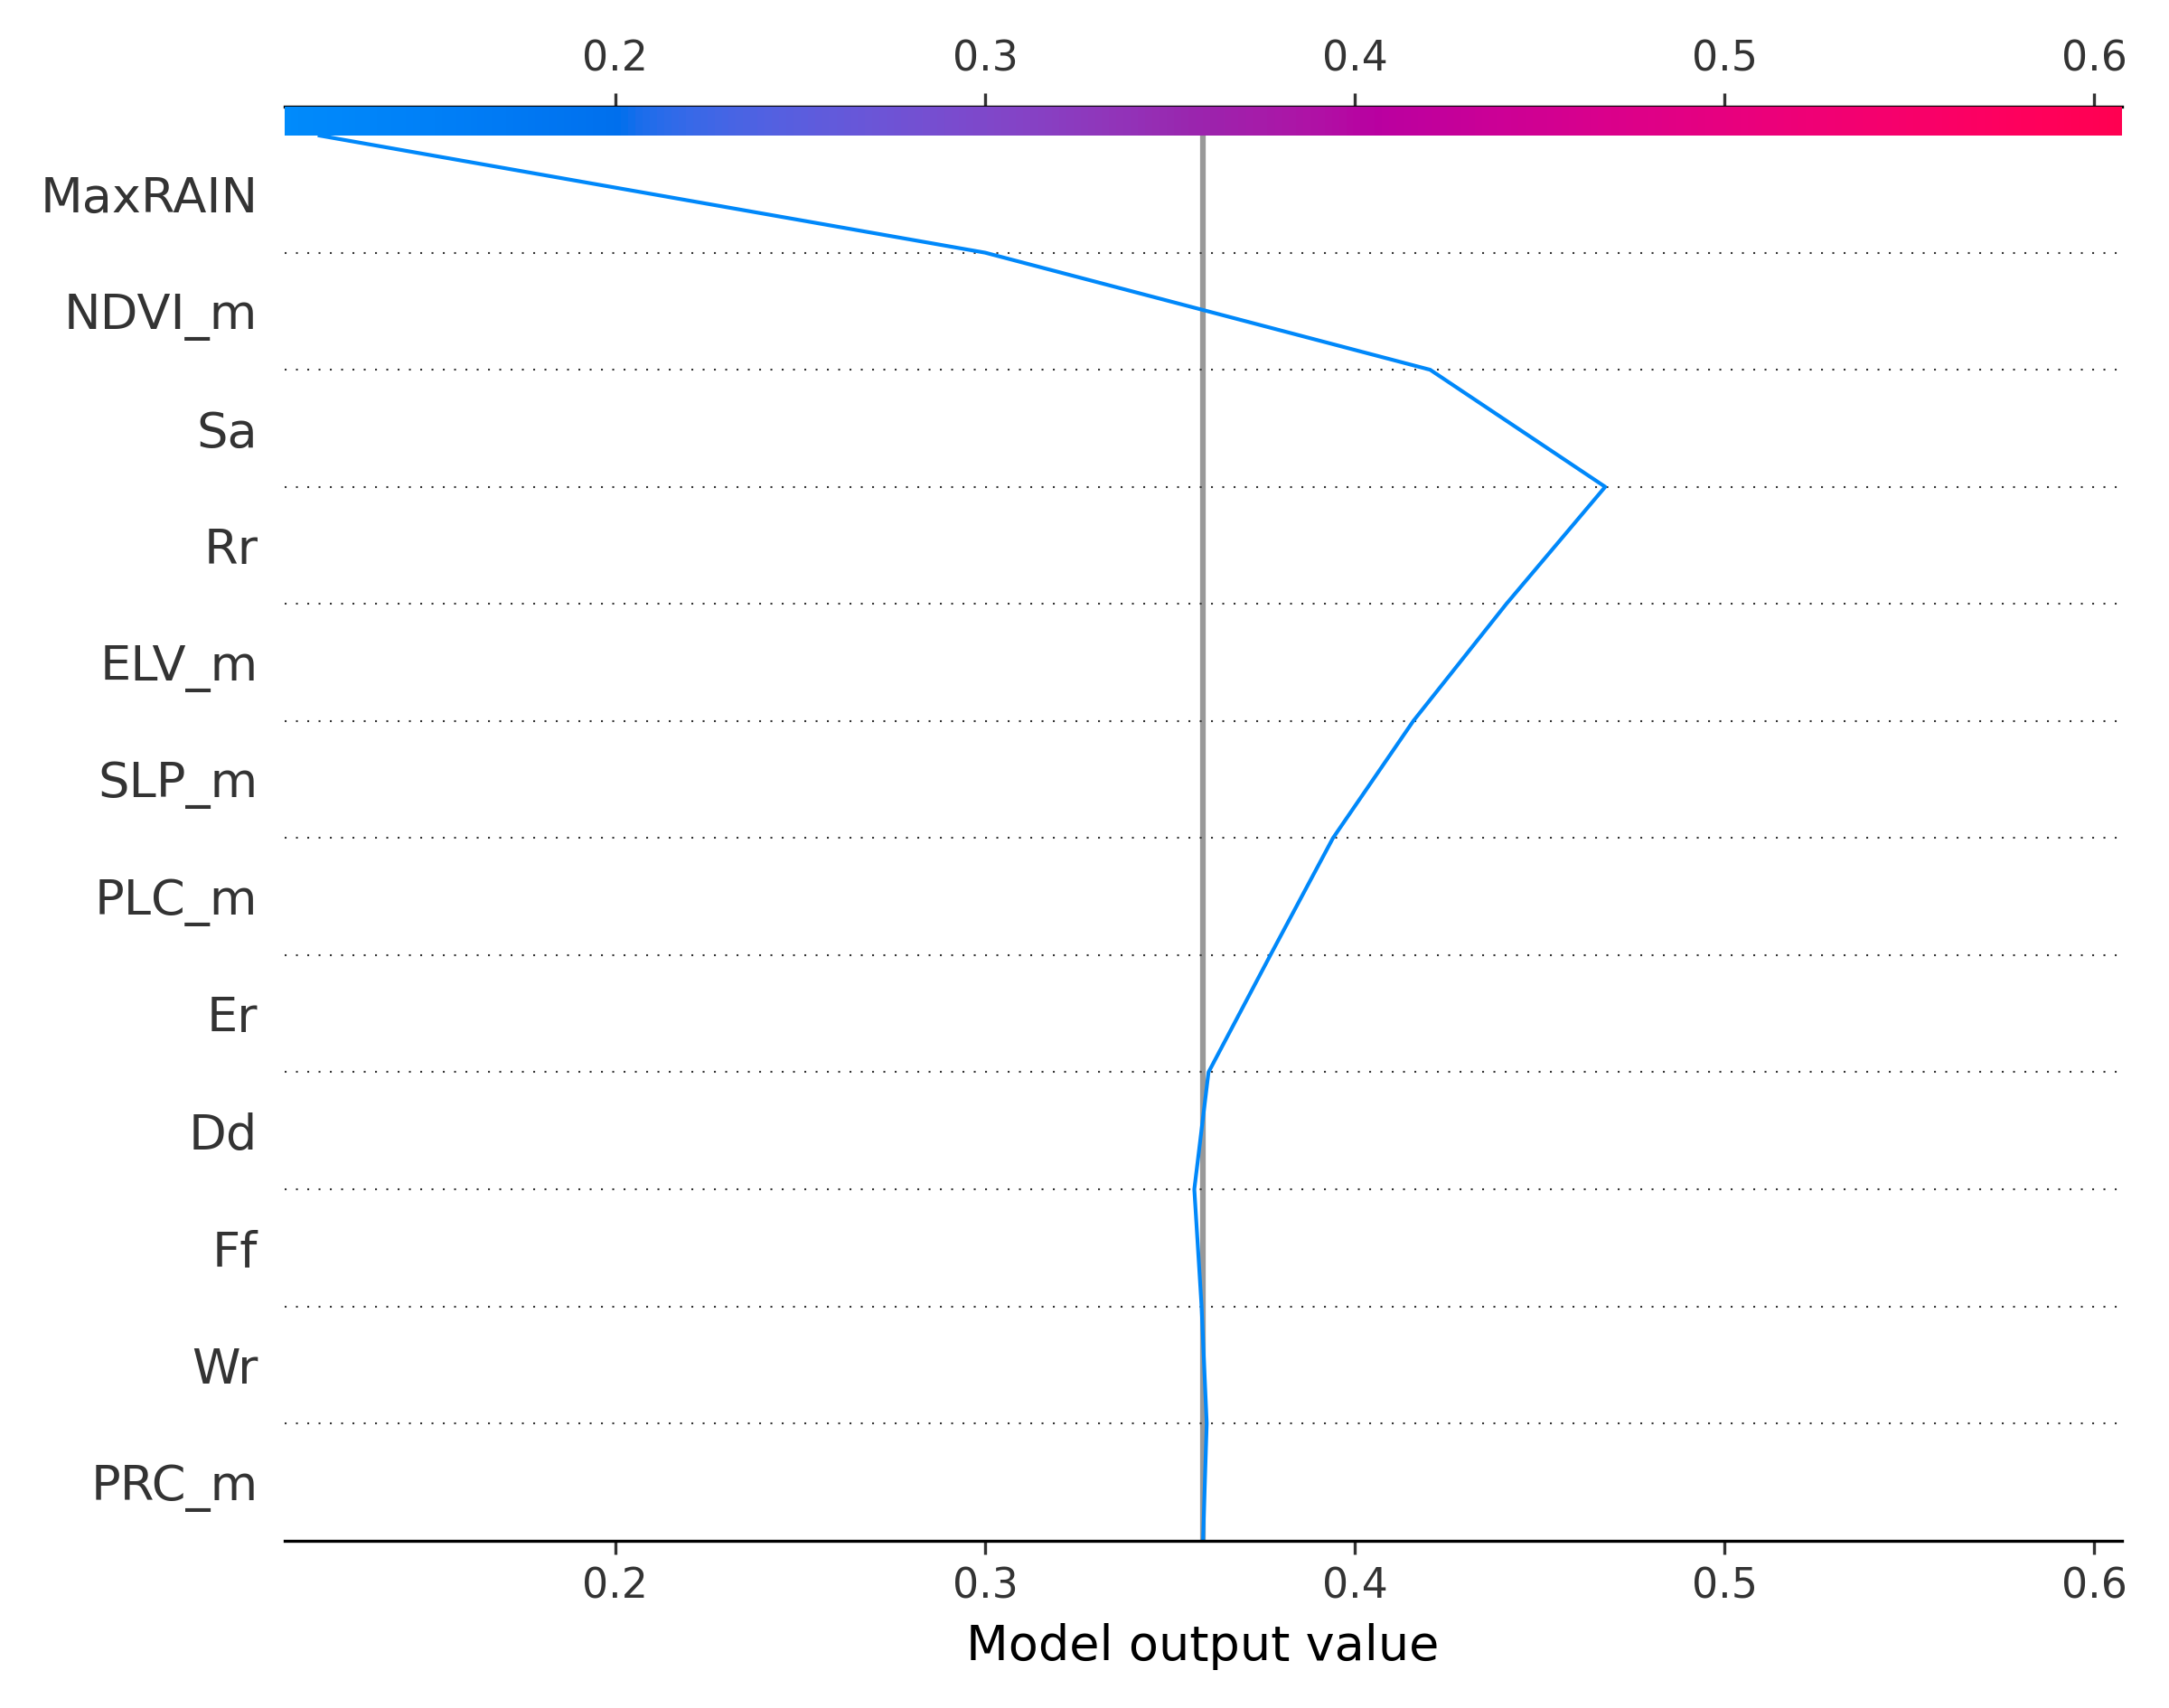 0.2 0.3 0.4 0.5 0.6
MaxRAIN
NDVI_m
Sa
Rr
ELV_m
SLP_m
PLC_m
Er
Dd
Ff
Wr
PRC_m
0.2 0.3 0.4 0.5 0.6
Model output value